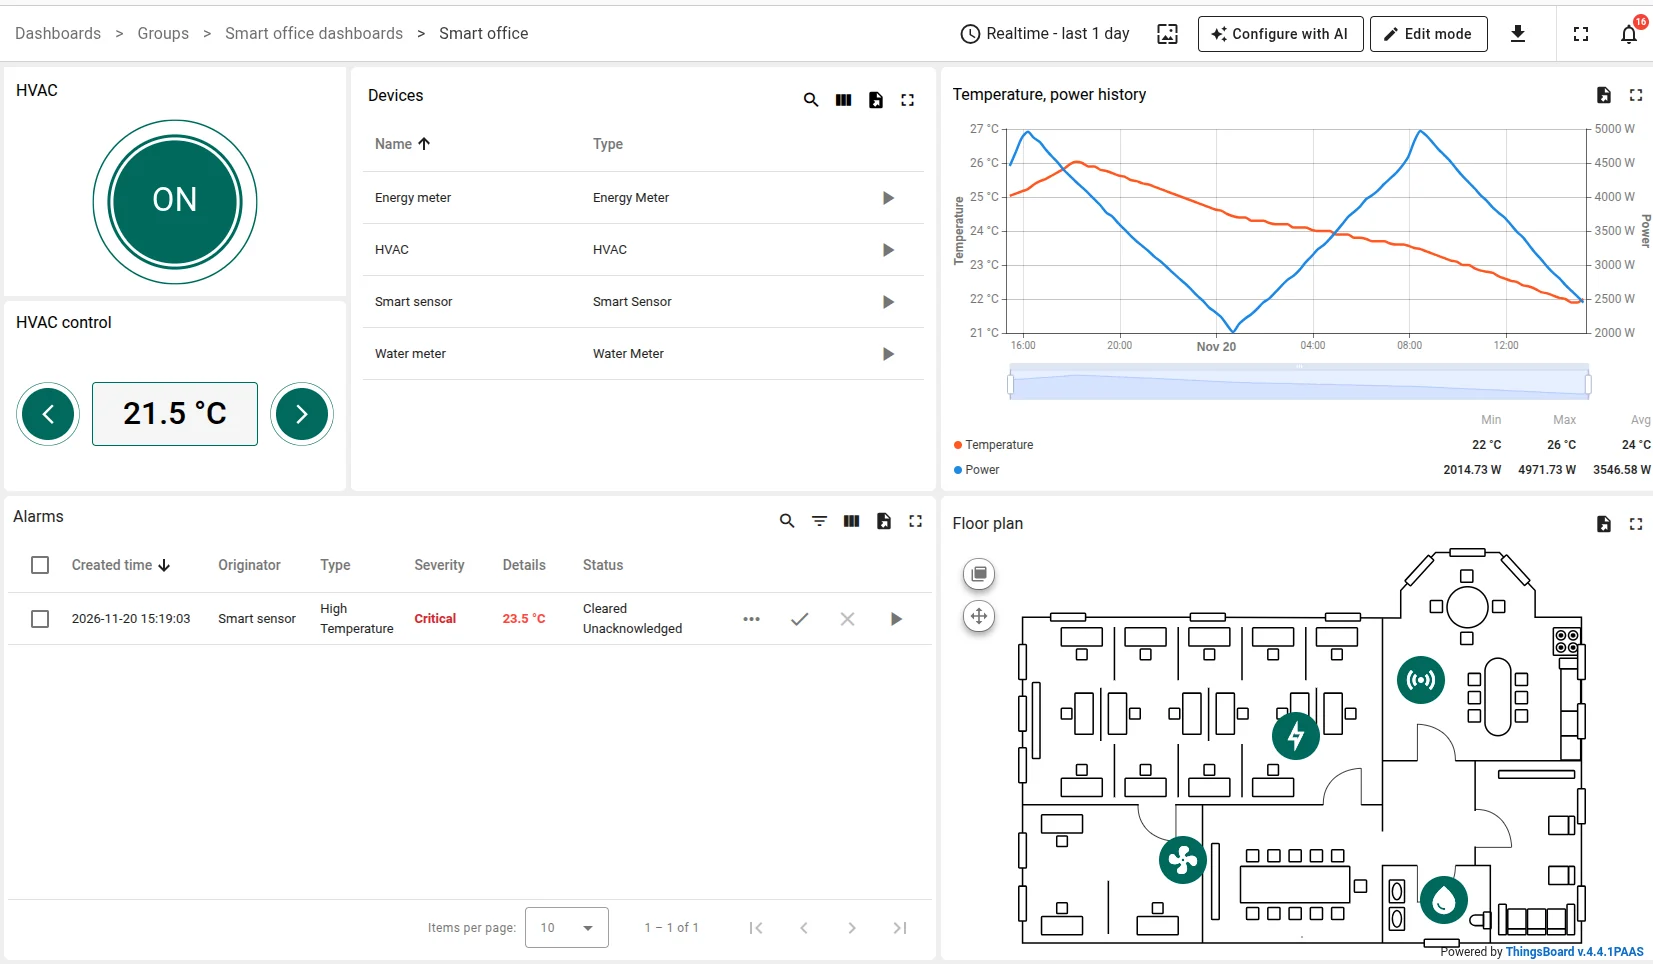 Dashboards > Groups > Smart office dashboards > Smart office
Realtime - last 1 day
Configure with AI
Edit mode
16
HVAC
ON
HVAC control
21.5 °C
Devices
Name Type
Energy meter Energy Meter
HVAC HVAC
Smart sensor Smart Sensor
Water meter Water Meter
Temperature, power history
27 °C 5000 W
26 °C 4500 W
25 °C 4000 W
24 °C 3500 W
23 °C 3000 W
22 °C 2500 W
21 °C 2000 W
Temperature
Power
16:00 20:00 Nov 20 04:00 08:00 12:00
Min Max Avg
Temperature 22 °C 26 °C 24 °C
Power 2014.73 W 4971.73 W 3546.58 W
Alarms
Created time Originator Type Severity Details Status
2026-11-20 15:19:03 Smart sensor High Temperature Critical 23.5 °C Cleared Unacknowledged
Items per page: 10 1 – 1 of 1
Floor plan
Powered by ThingsBoard v.4.4.1PAAS